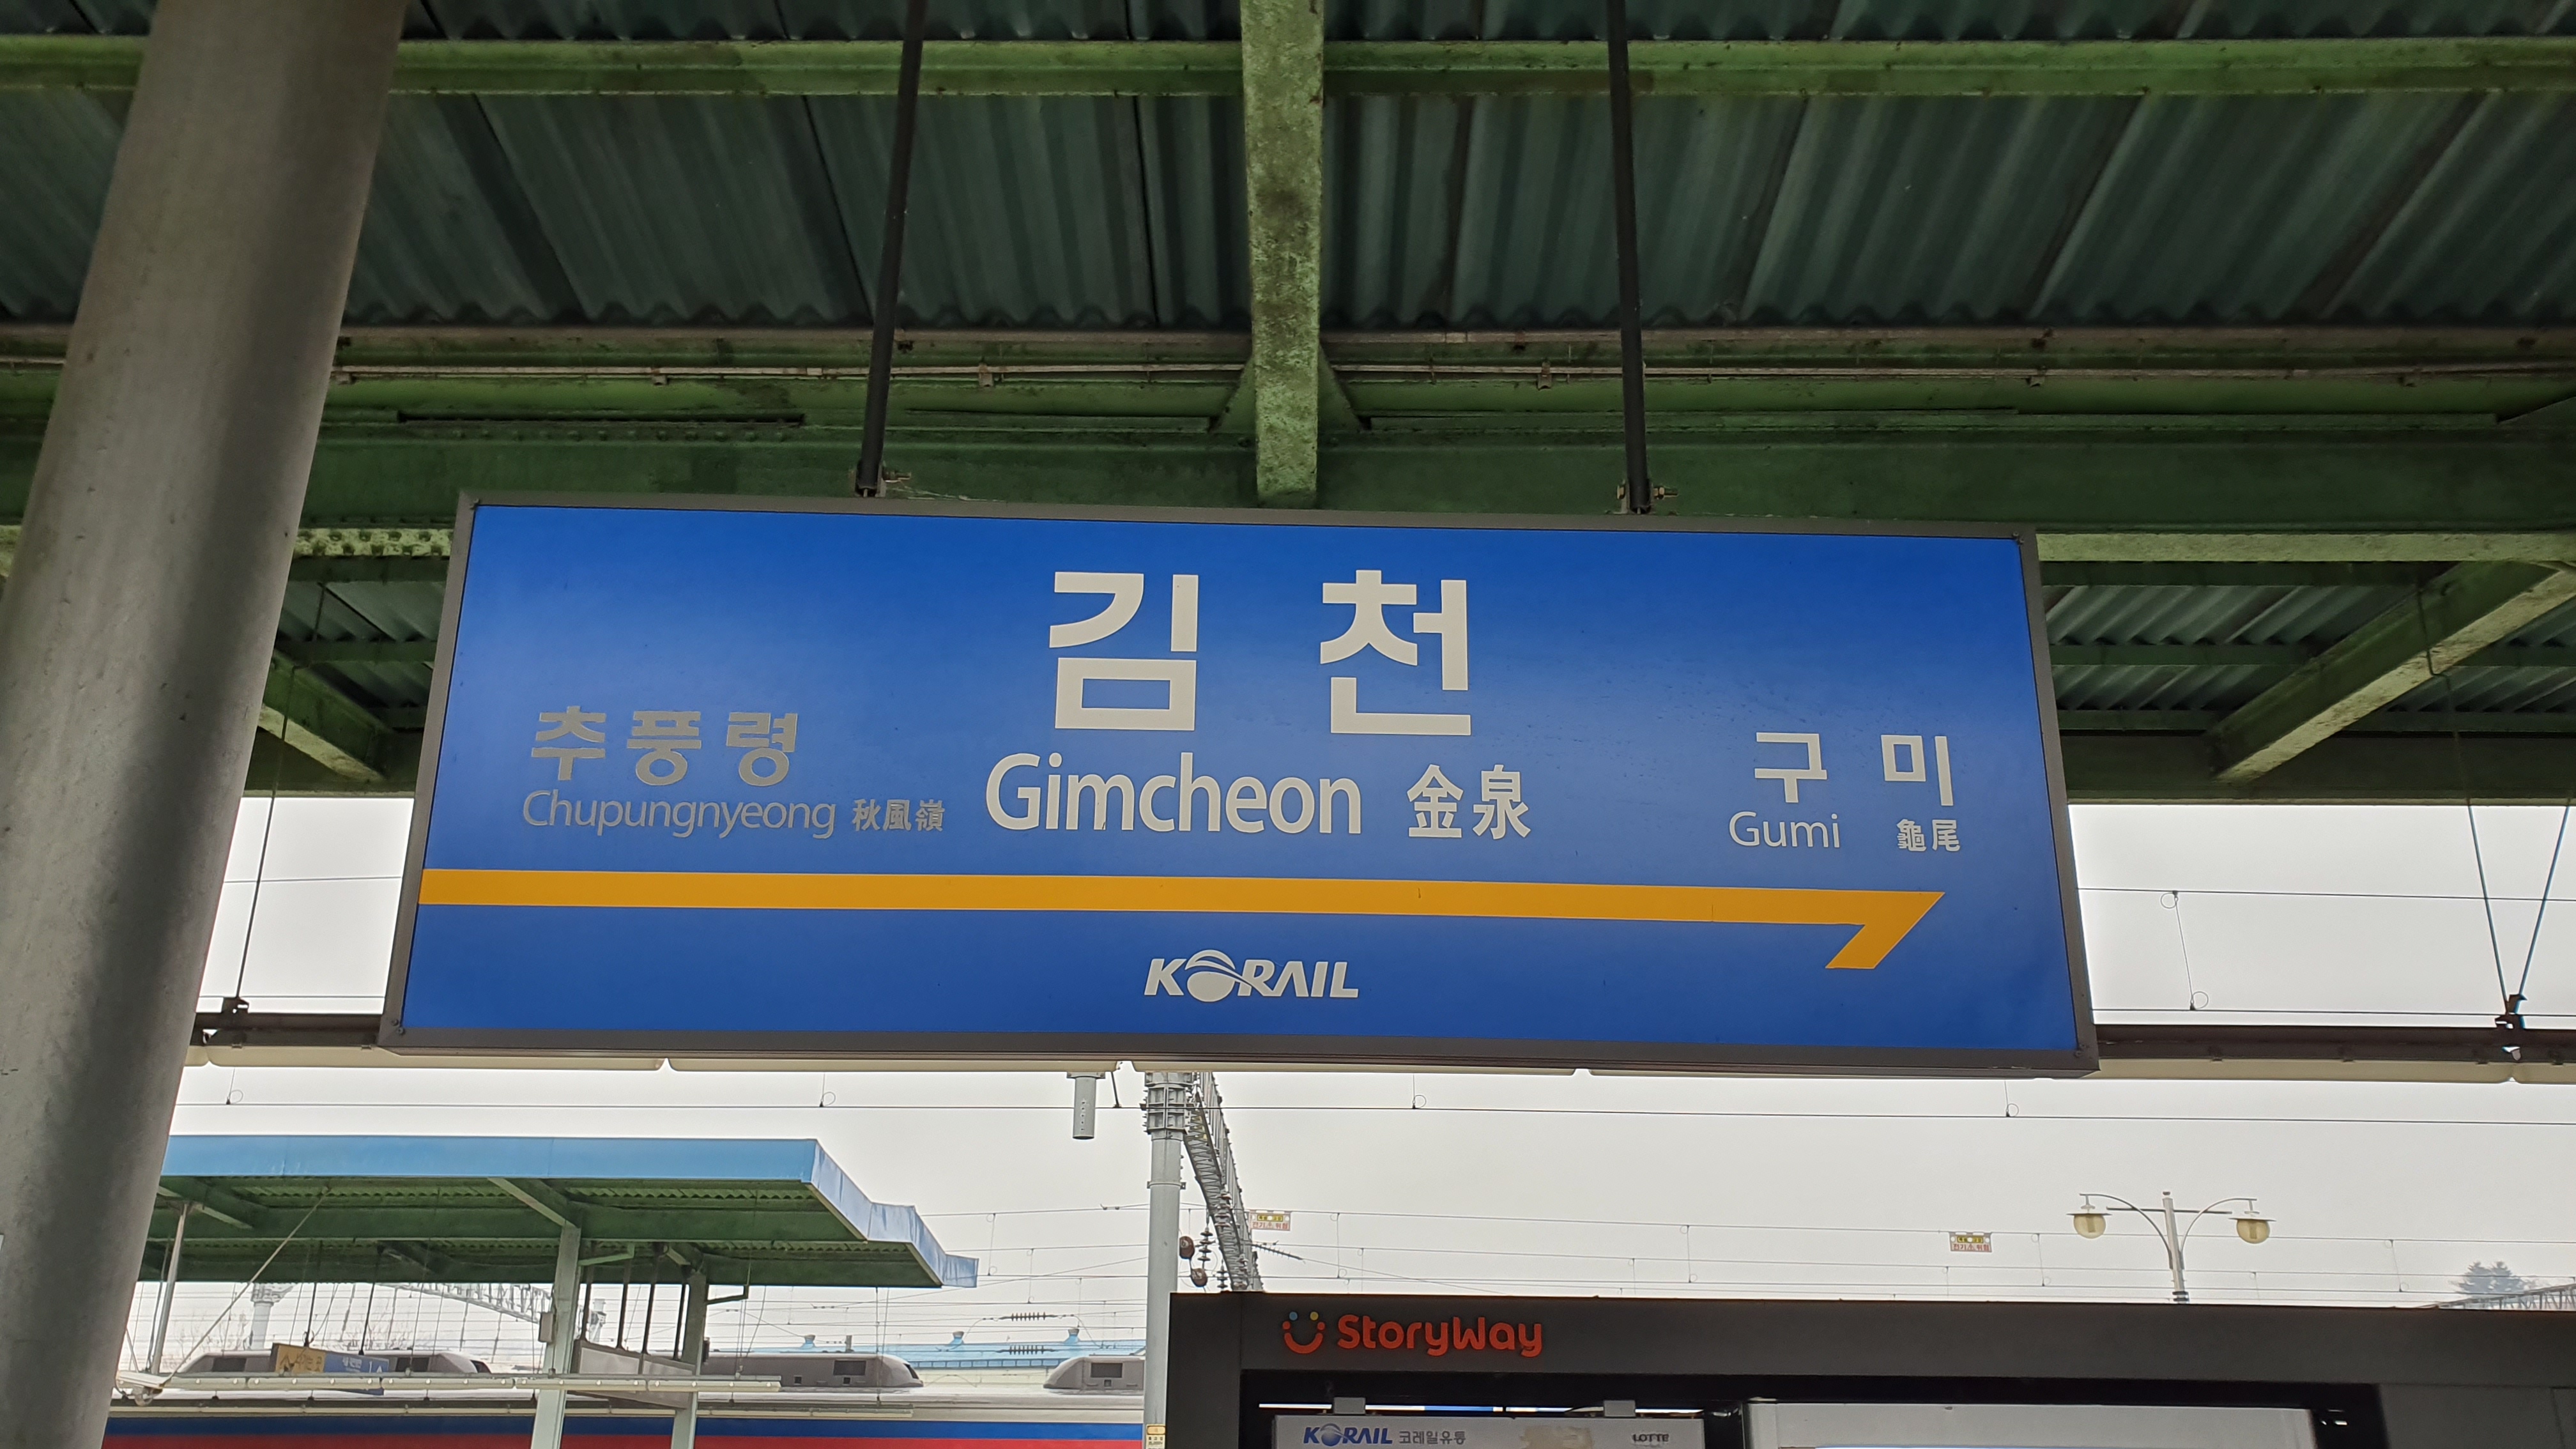 김 천
추풍령
구 미
Gimcheon 金泉
Chupungnyeong 秋風嶺
Gumi 龜尾
KORAIL
StoryWay
KORAIL 코레일유통
LOTTE